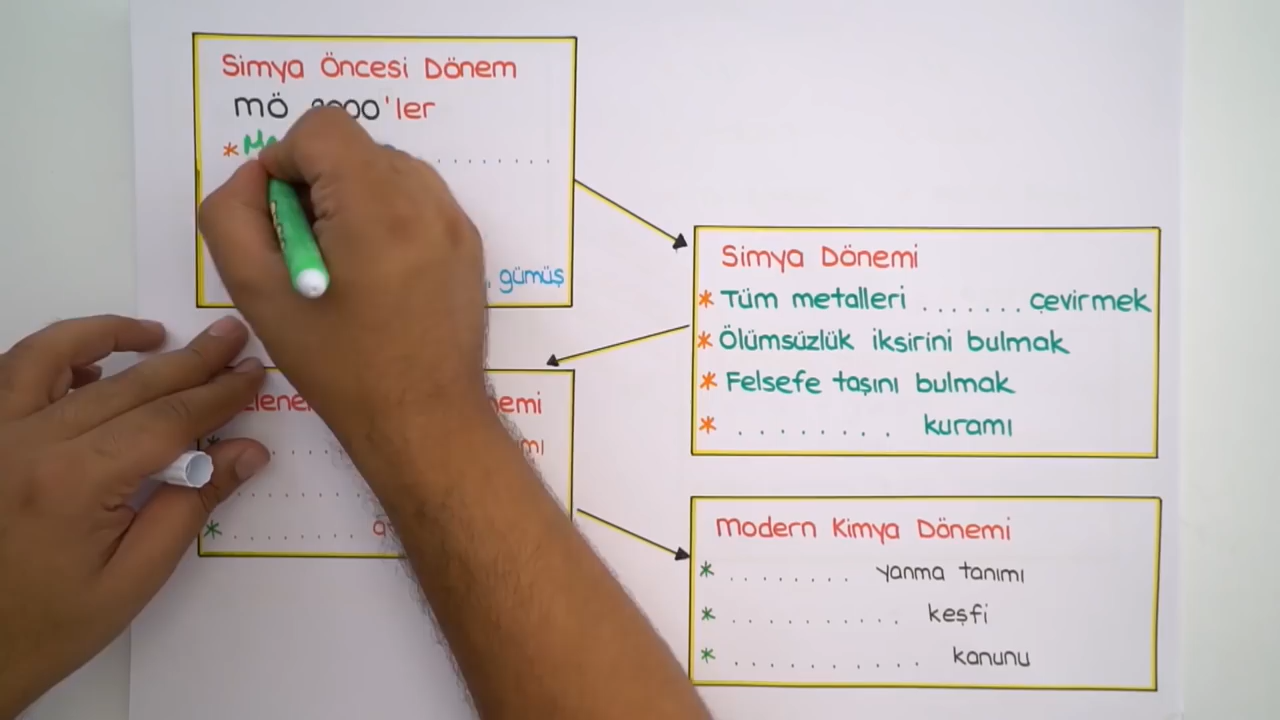 Simya Öncesi Dönem
mö 'ler
* . . . . . . .
gümüş
Simya Dönemi
* Tüm metalleri . . . . . . . çevirmek
* Ölümsüzlük iksirini bulmak
* Felsefe taşını bulmak
* . . . . . . . . kuramı
* . . . . . . . .
Modern Kimya Dönemi
* . . . . . . . . yanma tanımı
* . . . . . . . . . . keşfi
* . . . . . . . . . . kanunu